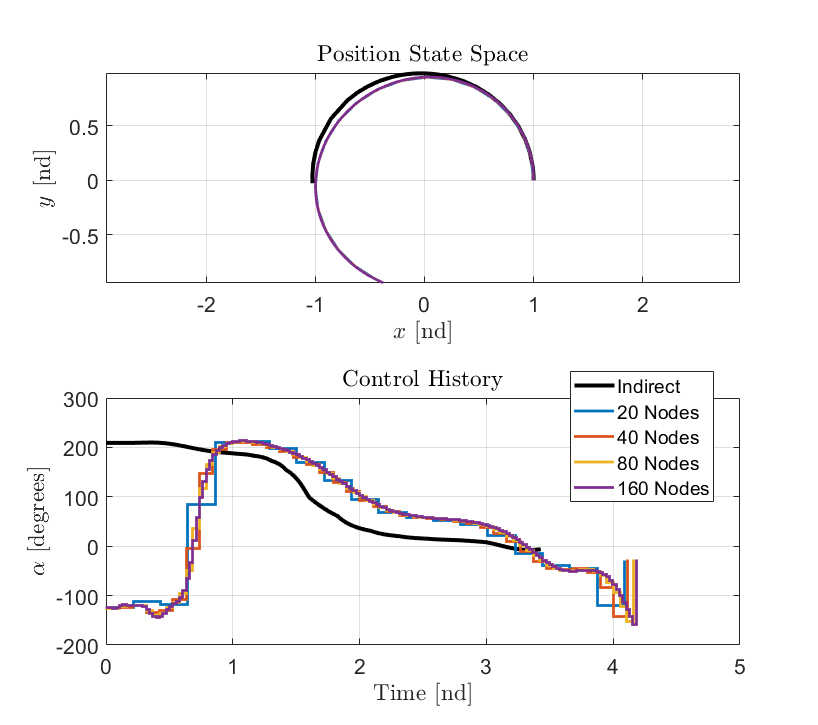 Position State Space
0.5
0
-0.5
y [nd]
-2 -1 0 1 2
x [nd]
Control History
300
200
100
0
-100
-200
α [degrees]
0 1 2 3 4 5
Time [nd]
Indirect
20 Nodes
40 Nodes
80 Nodes
160 Nodes